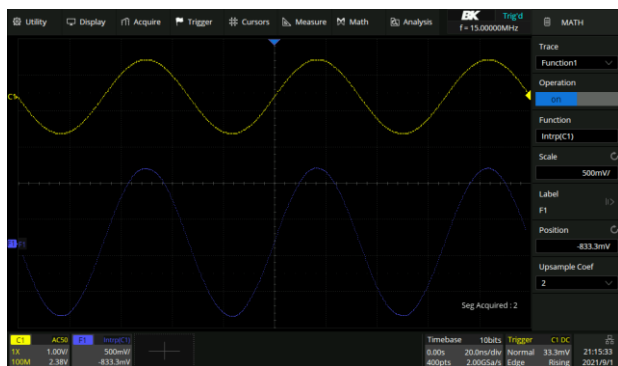 Utility Display Acquire Trigger Cursors Measure Math Analysis BK Trig'd MATH
f = 15.00000MHz
Trace
Function1
Operation
on
Function
Intrp(C1)
Scale
500mV/
Label
F1
Position
-833.3mV
Upsample Coef
2
C1
Seg Acquired : 2
C1 AC50 F1 Intrp(C1) Timebase 10bits Trigger C1 DC
1X 1.00V/ 500mV/ 0.00s 20.0ns/div Normal 33.3mV 21:15:33
100M 2.38V -833.3mV 400pts 2.00GSa/s Edge Rising 2021/9/1